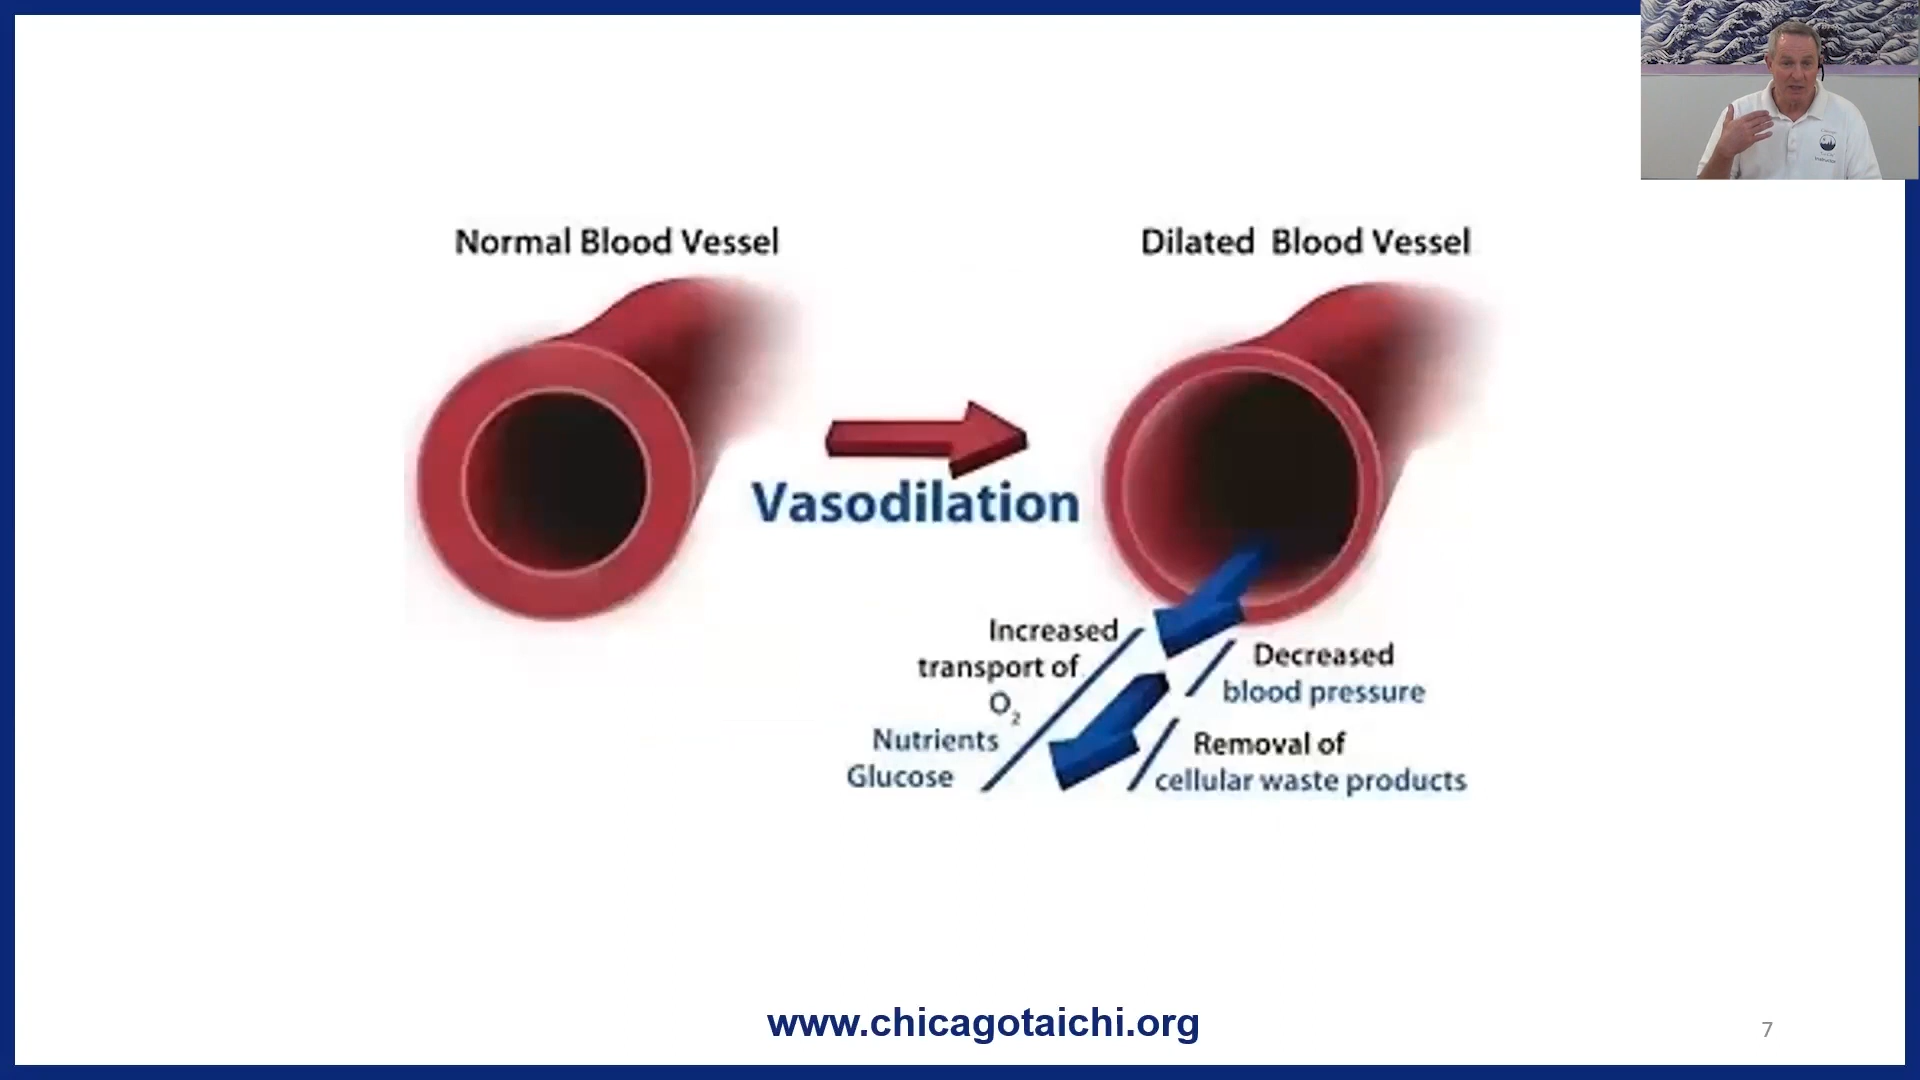 Normal Blood Vessel
Dilated Blood Vessel
Vasodilation
Increased
transport of
O₂
Nutrients
Glucose
Decreased
blood pressure
Removal of
cellular waste products
www.chicagotaichi.org
7